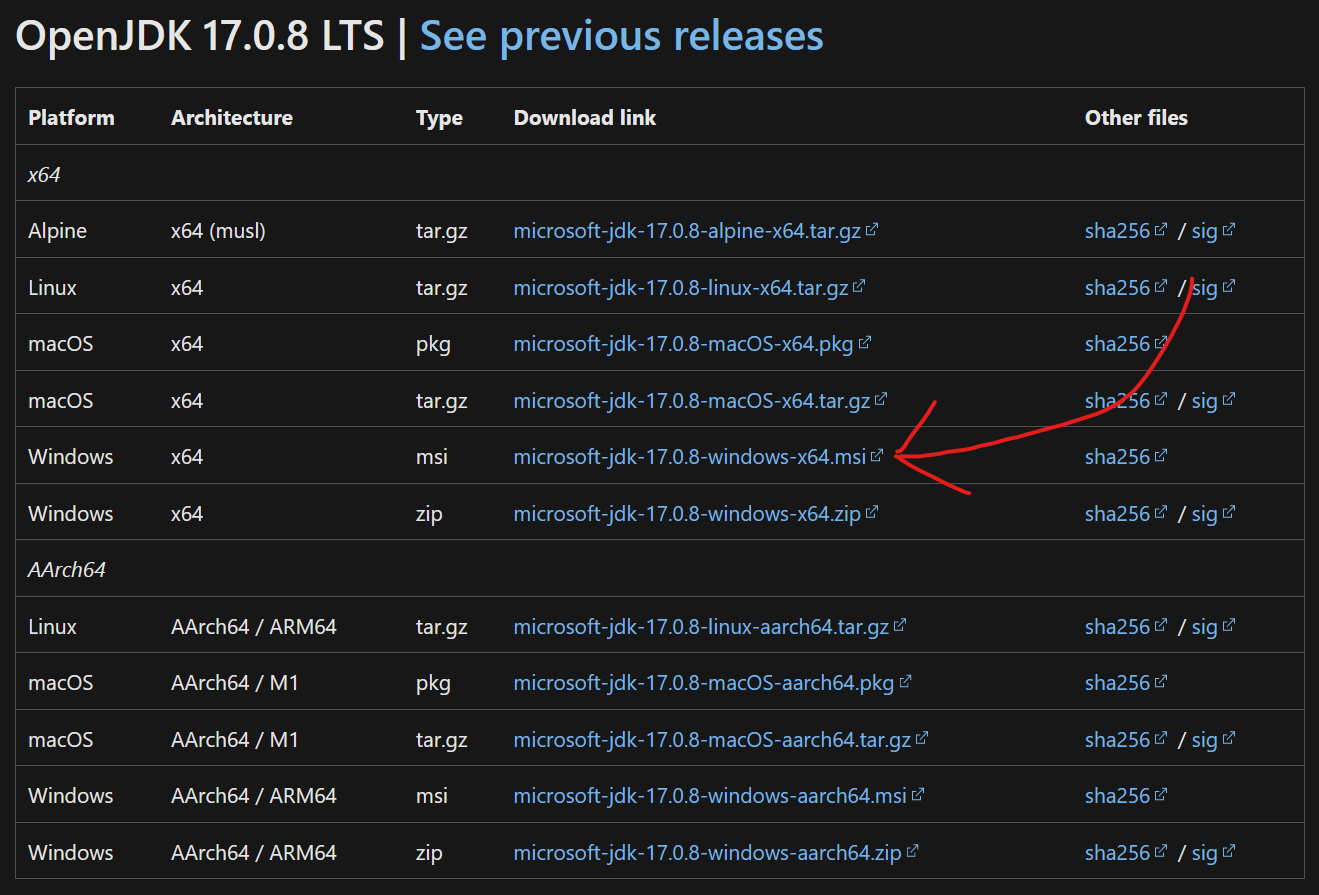 OpenJDK 17.0.8 LTS | See previous releases
Platform Architecture Type Download link Other files
x64
Alpine x64 (musl) tar.gz microsoft-jdk-17.0.8-alpine-x64.tar.gz sha256 / sig
Linux x64 tar.gz microsoft-jdk-17.0.8-linux-x64.tar.gz sha256 / sig
macOS x64 pkg microsoft-jdk-17.0.8-macOS-x64.pkg sha256
macOS x64 tar.gz microsoft-jdk-17.0.8-macOS-x64.tar.gz sha256 / sig
Windows x64 msi microsoft-jdk-17.0.8-windows-x64.msi sha256
Windows x64 zip microsoft-jdk-17.0.8-windows-x64.zip sha256 / sig
AArch64
Linux AArch64 / ARM64 tar.gz microsoft-jdk-17.0.8-linux-aarch64.tar.gz sha256 / sig
macOS AArch64 / M1 pkg microsoft-jdk-17.0.8-macOS-aarch64.pkg sha256
macOS AArch64 / M1 tar.gz microsoft-jdk-17.0.8-macOS-aarch64.tar.gz sha256 / sig
Windows AArch64 / ARM64 msi microsoft-jdk-17.0.8-windows-aarch64.msi sha256
Windows AArch64 / ARM64 zip microsoft-jdk-17.0.8-windows-aarch64.zip sha256 / sig